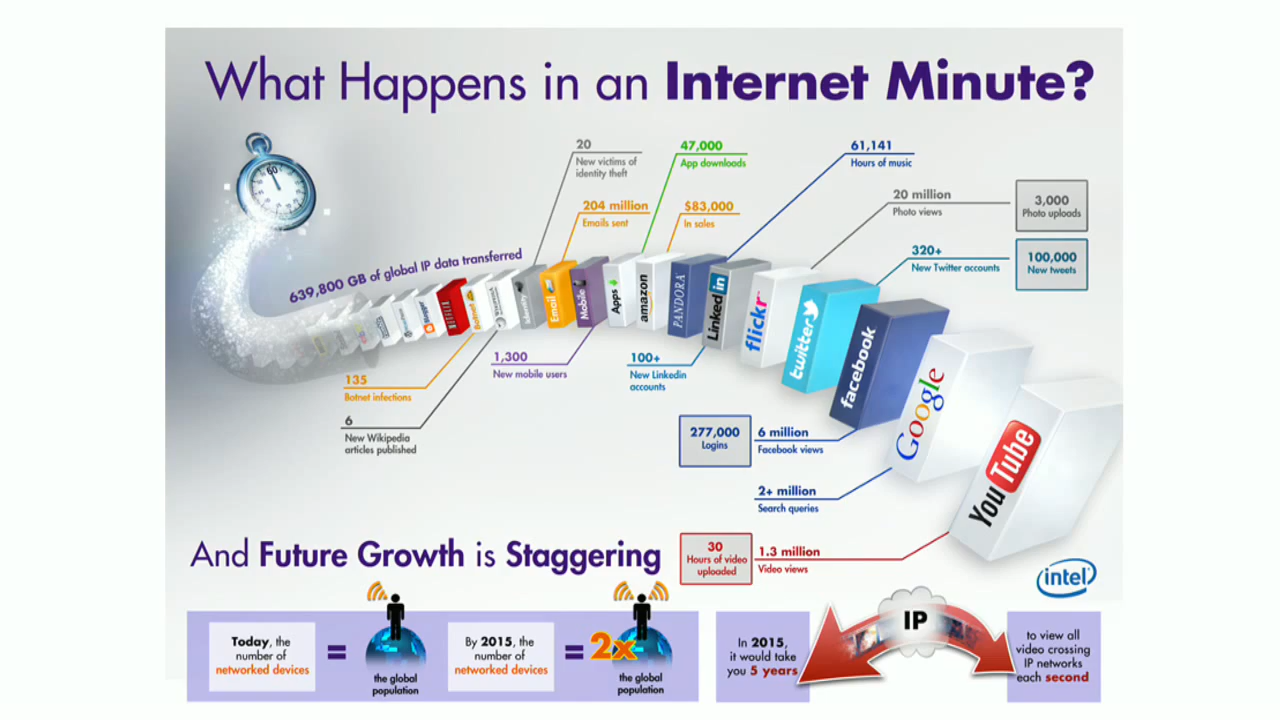 What Happens in an Internet Minute?
60
20
New victims of
identity theft
47,000
App downloads
61,141
Hours of music
204 million
Emails sent
$83,000
In sales
20 million
Photo views
3,000
Photo uploads
320+
New Twitter accounts
100,000
New tweets
639,800 GB of global IP data transferred
Blogger
Botnet
Identity
Email
Mobile
Apps
amazon
PANDORA
Linked in
flickr
twitter
facebook
Google
YouTube
135
Botnet infections
6
New Wikipedia
articles published
1,300
New mobile users
100+
New Linkedin
accounts
277,000
Logins
6 million
Facebook views
2+ million
Search queries
30
Hours of video
uploaded
1.3 million
Video views
And Future Growth is Staggering
intel
Today, the
number of
networked devices
=
the global
population
By 2015, the
number of
networked devices
=
2x
the global
population
In 2015,
it would take
you 5 years
IP
to view all
video crossing
IP networks
each second